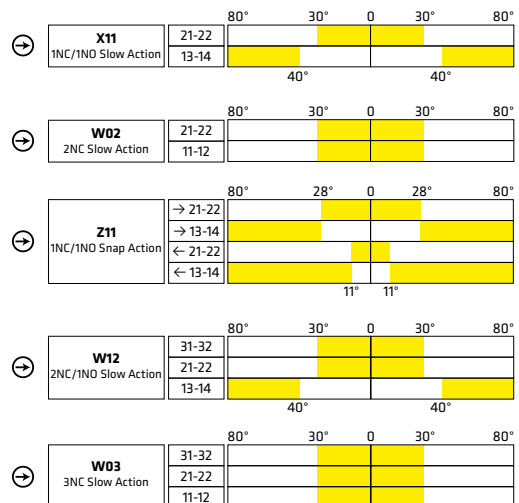 80° 30° 0 30° 80°
X11
1NC/1NO Slow Action
21-22
13-14
40° 40°
80° 30° 0 30° 80°
W02
2NC Slow Action
21-22
11-12
80° 28° 0 28° 80°
Z11
1NC/1NO Snap Action
→ 21-22
→ 13-14
← 21-22
← 13-14
11° 11°
80° 30° 0 30° 80°
W12
2NC/1NO Slow Action
31-32
21-22
13-14
40° 40°
80° 30° 0 30° 80°
W03
3NC Slow Action
31-32
21-22
11-12